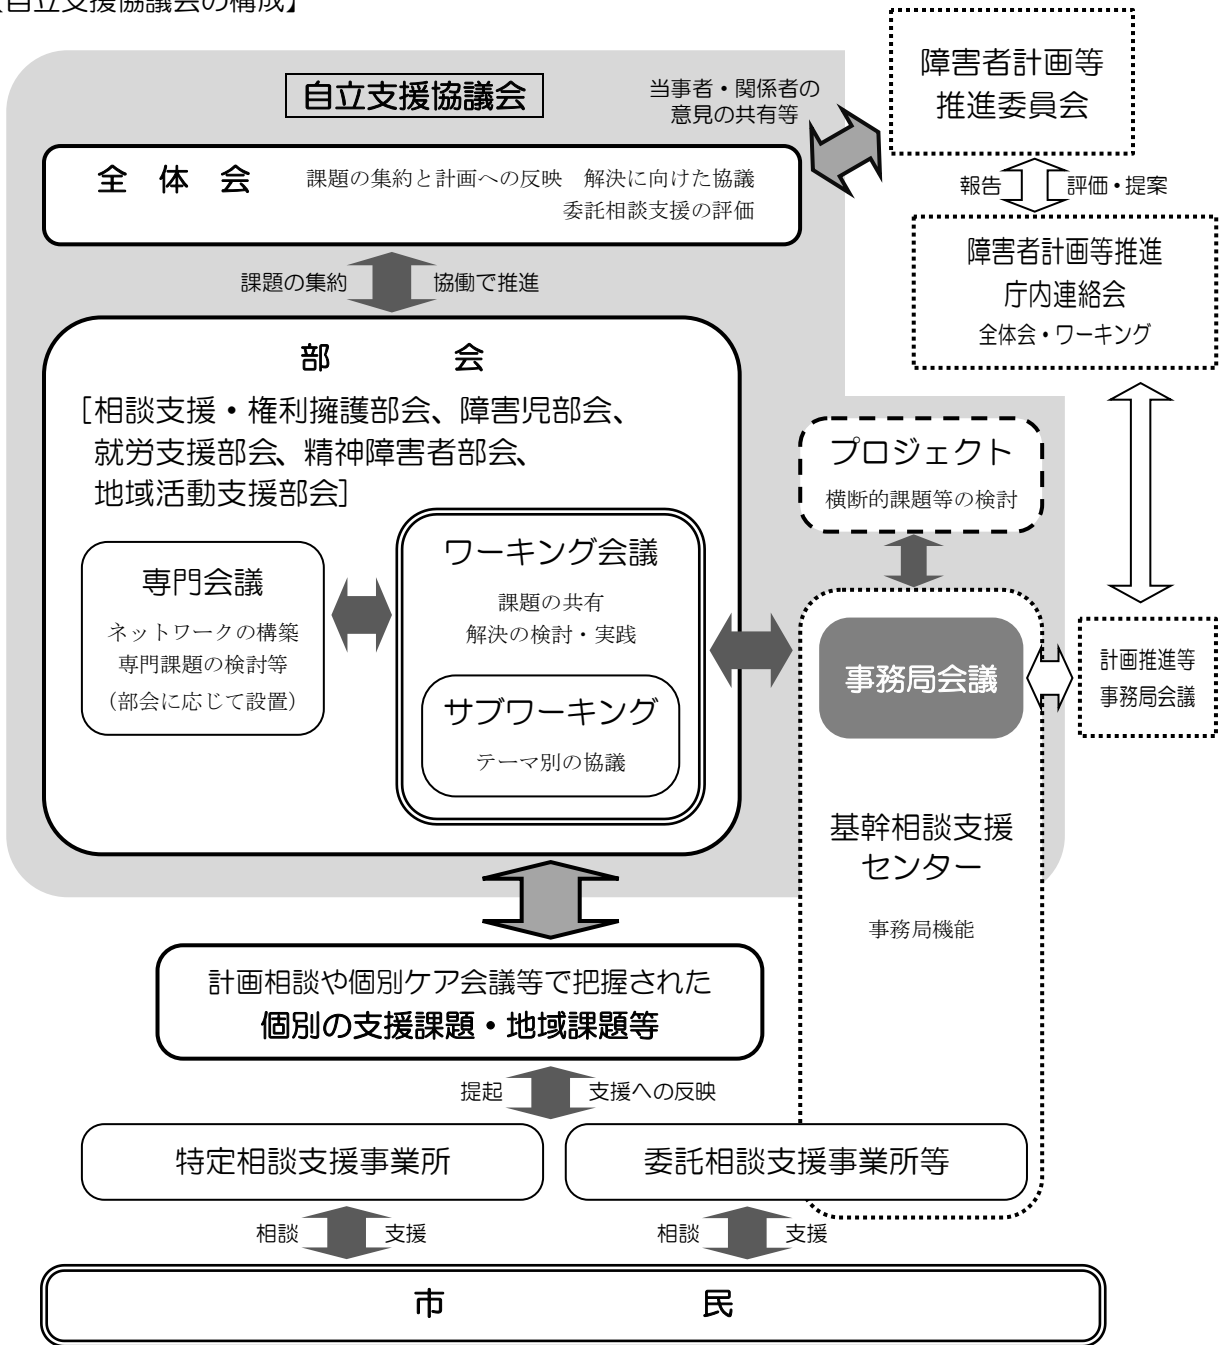 【自立支援協議会の構成】
自立支援協議会
当事者・関係者の
意見の共有等
障害者計画等
推進委員会
全 体 会 課題の集約と計画への反映 解決に向けた協議
委託相談支援の評価
報告 評価・提案
障害者計画等推進
庁内連絡会
全体会・ワーキング
課題の集約 協働で推進
部 会
[相談支援・権利擁護部会、障害児部会、
就労支援部会、精神障害者部会、
地域活動支援部会]
プロジェクト
横断的課題等の検討
専門会議
ネットワークの構築
専門課題の検討等
(部会に応じて設置)
ワーキング会議
課題の共有
解決の検討・実践
サブワーキング
テーマ別の協議
事務局会議
計画推進等
事務局会議
基幹相談支援
センター
事務局機能
計画相談や個別ケア会議等で把握された
個別の支援課題・地域課題等
提起 支援への反映
特定相談支援事業所
委託相談支援事業所等
相談 支援
相談 支援
市 民